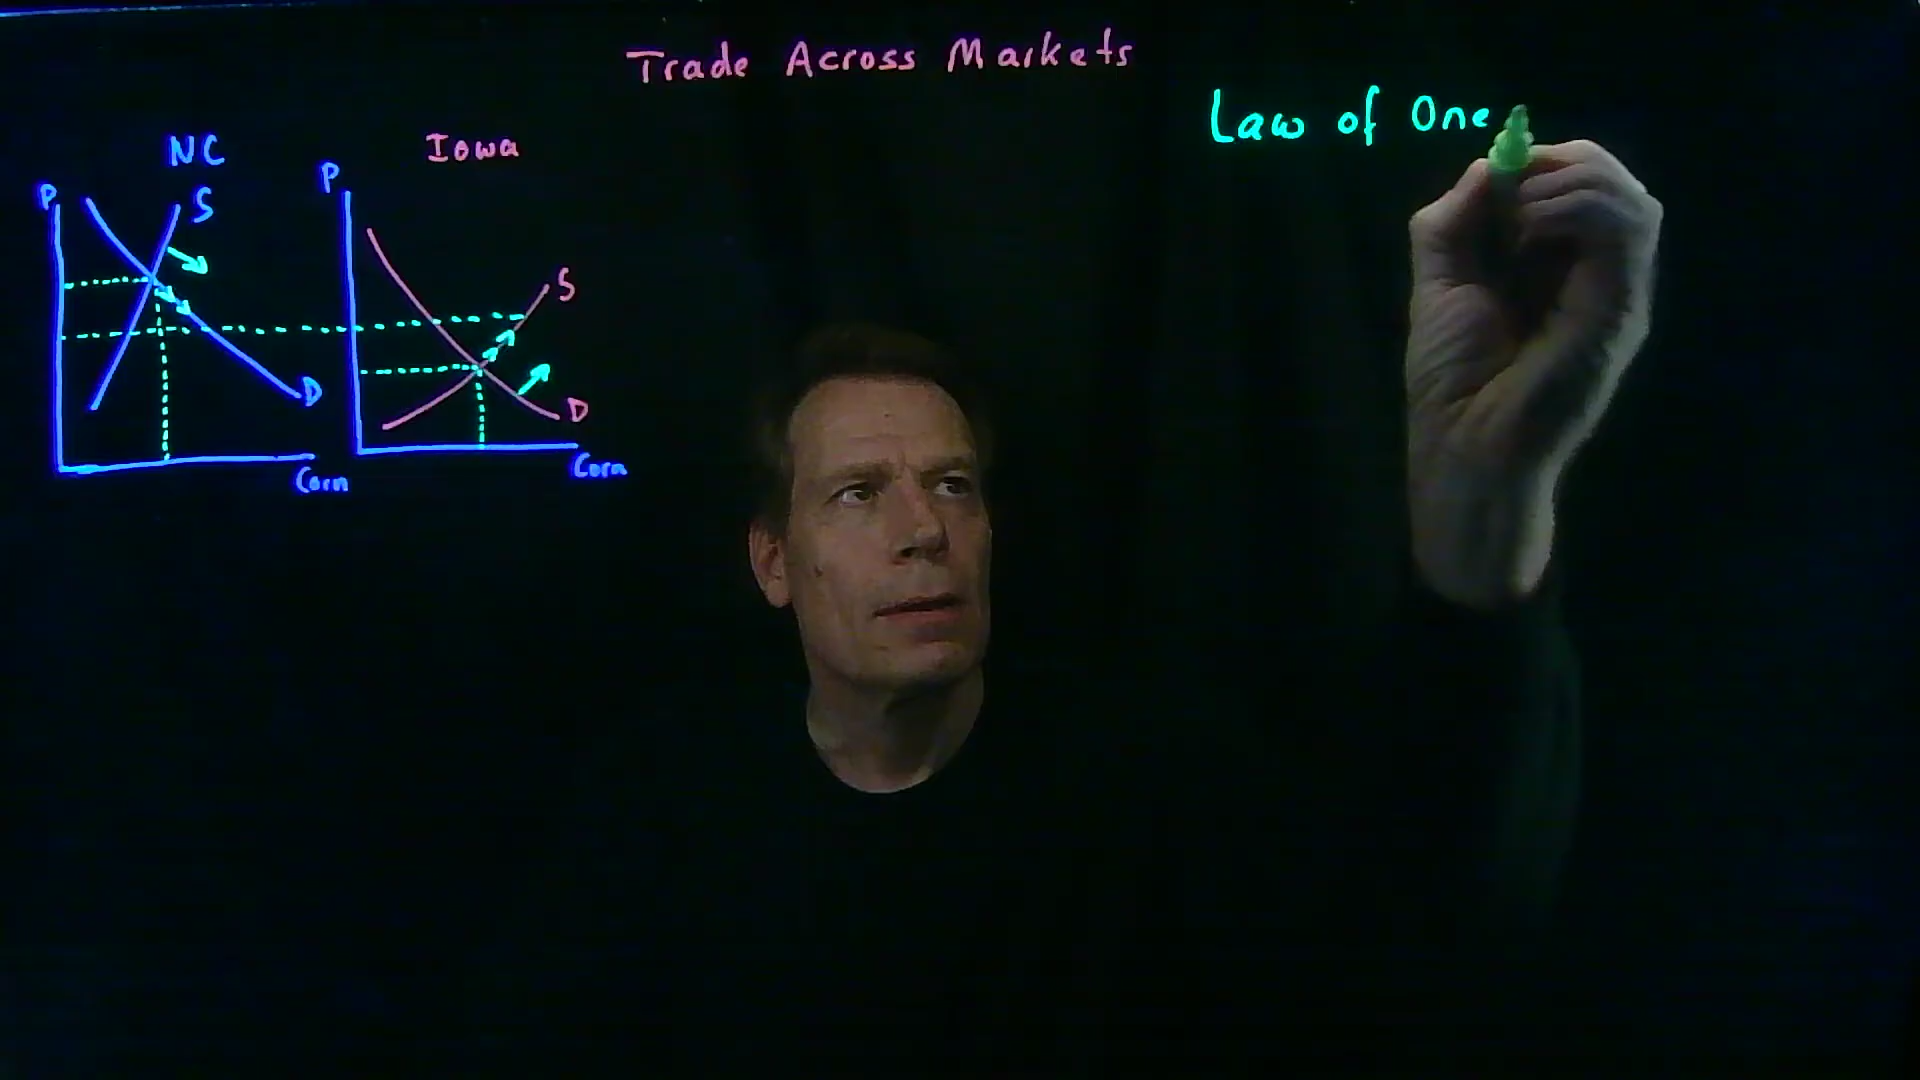 Trade Across Markets
Law of One
NC
Iowa
P
S
D
Corn
P
S
D
Corn